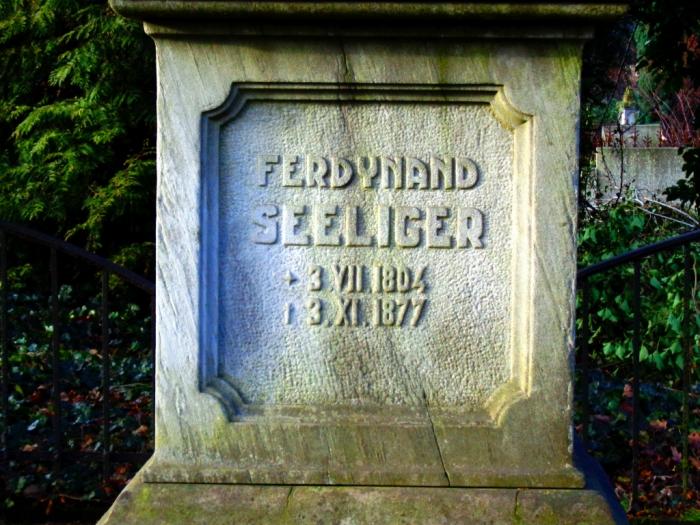 FERDYNAND
SEELIGER
+ 3.VII.1804
† 3.XI.1877